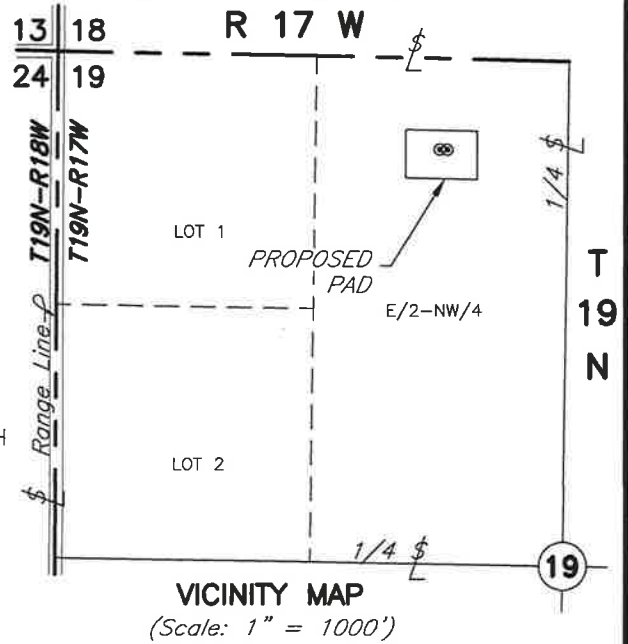 13 18
R 17 W
24 19
T19N-R18W
T19N-R17W
LOT 1
PROPOSED
PAD
E/2-NW/4
1/4 $
T
19
N
$ Range Line
H
LOT 2
1/4 $
19
VICINITY MAP
(Scale: 1" = 1000')